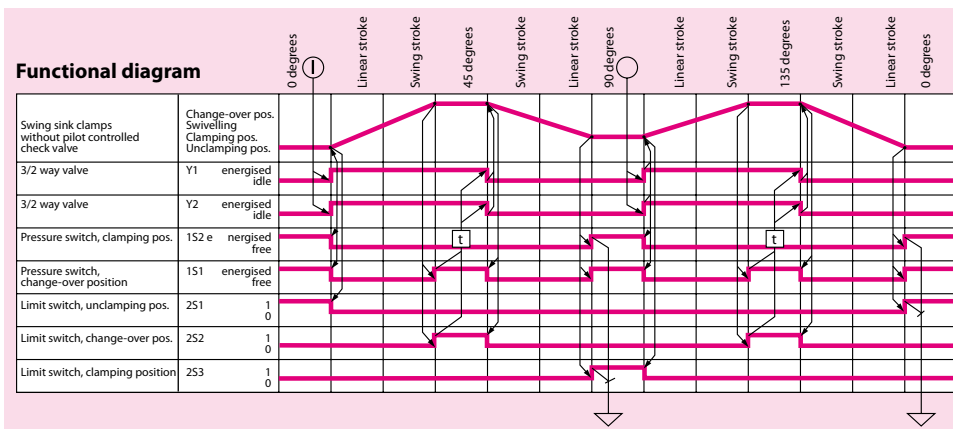 Functional diagram
0 degrees
Linear stroke
Swing stroke
45 degrees
Swing stroke
Linear stroke
90 degrees
Linear stroke
Swing stroke
135 degrees
Swing stroke
Linear stroke
0 degrees
Swing sink clamps
without pilot controlled
check valve
Change-over pos.
Swivelling
Clamping pos.
Unclamping pos.
3/2 way valve Y1 energised
idle
3/2 way valve Y2 energised
idle
Pressure switch, clamping pos. 1S2 e nergised
free
t
t
Pressure switch,
change-over position
1S1 energised
free
Limit switch, unclamping pos. 2S1 1
0
Limit switch, change-over pos. 2S2 1
0
Limit switch, clamping position 2S3 1
0